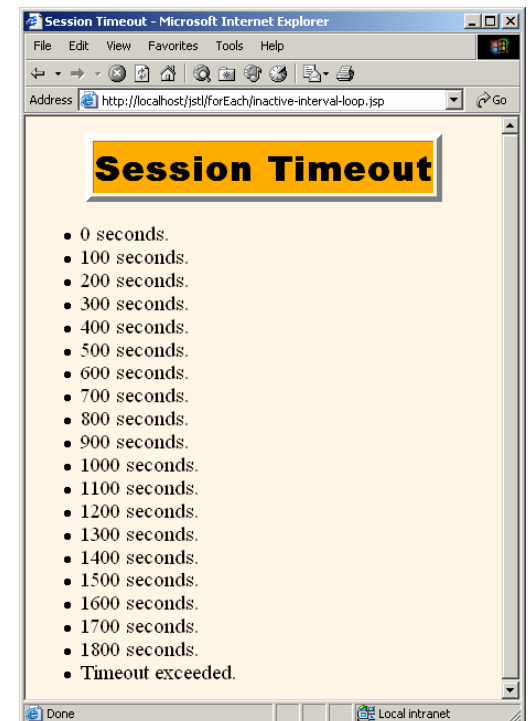 Session Timeout - Microsoft Internet Explorer
File Edit View Favorites Tools Help
Address http://localhost/jstl/forEach/inactive-interval-loop.jsp Go
Session Timeout
0 seconds.
100 seconds.
200 seconds.
300 seconds.
400 seconds.
500 seconds.
600 seconds.
700 seconds.
800 seconds.
900 seconds.
1000 seconds.
1100 seconds.
1200 seconds.
1300 seconds.
1400 seconds.
1500 seconds.
1600 seconds.
1700 seconds.
1800 seconds.
Timeout exceeded.
Done Local intranet